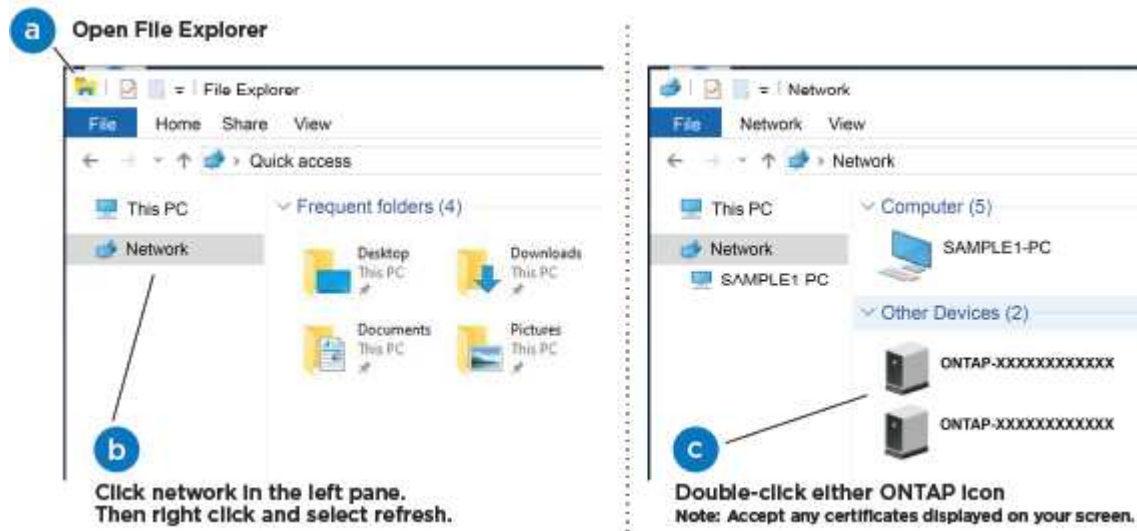 a Open File Explorer
File Explorer
File Home Share View
Quick access
This PC
Network
Frequent folders (4)
Desktop
This PC
Downloads
This PC
Documents
This PC
Pictures
This PC
b
Click network in the left pane.
Then right click and select refresh.
Network
File Network View
Network
This PC
Network
SAMPLE1 PC
Computer (5)
SAMPLE1-PC
Other Devices (2)
ONTAP-XXXXXXXXXXXX
ONTAP-XXXXXXXXXXXX
c
Double-click either ONTAP icon
Note: Accept any certificates displayed on your screen.